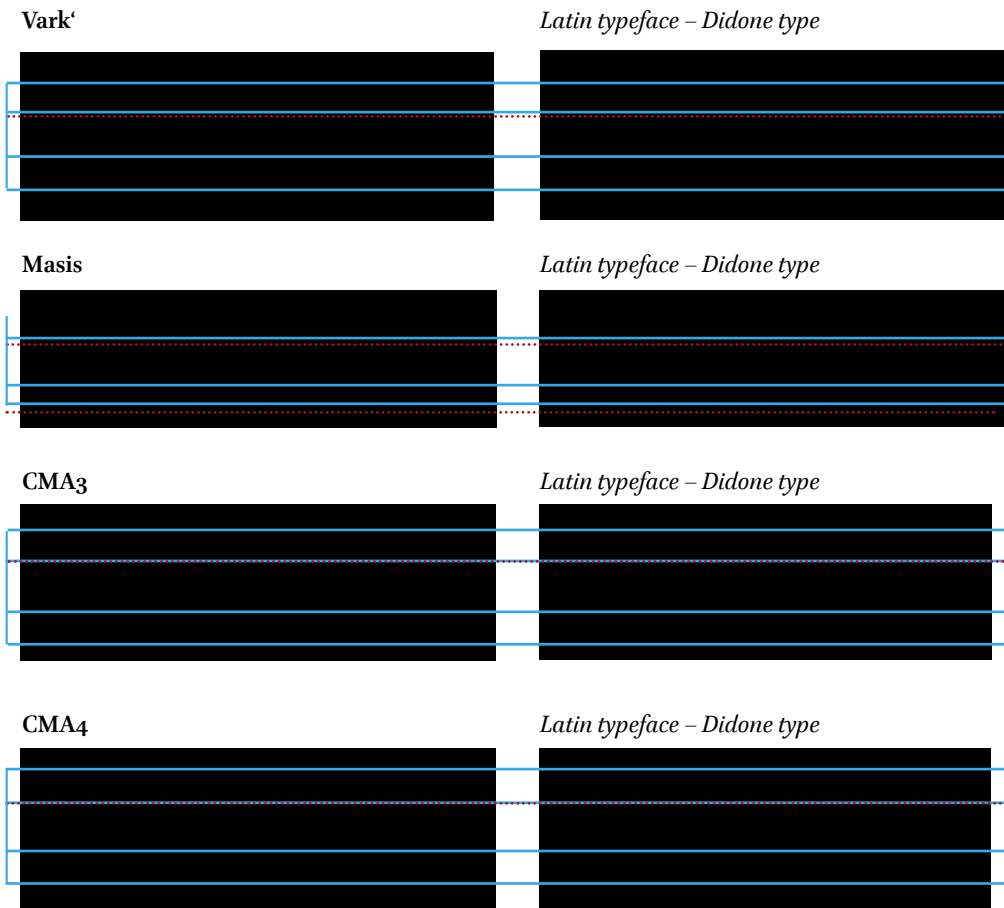 Vark‘
Latin typeface – Didone type
Masis
Latin typeface – Didone type
CMA3
Latin typeface – Didone type
CMA4
Latin typeface – Didone type